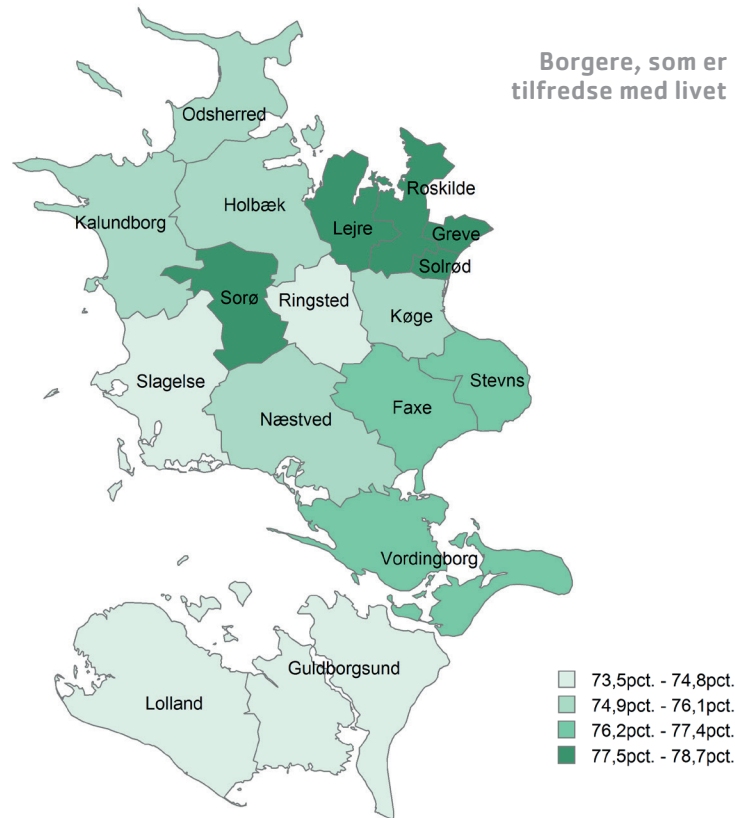 Borgere, som er
tilfredse med livet
Odsherred
Roskilde
Holbæk
Kalundborg
Lejre
Greve
Solrød
Sorø
Ringsted
Køge
Slagelse
Stevns
Faxe
Næstved
Vordingborg
Guldborgsund
Lolland
73,5pct. - 74,8pct.
74,9pct. - 76,1pct.
76,2pct. - 77,4pct.
77,5pct. - 78,7pct.